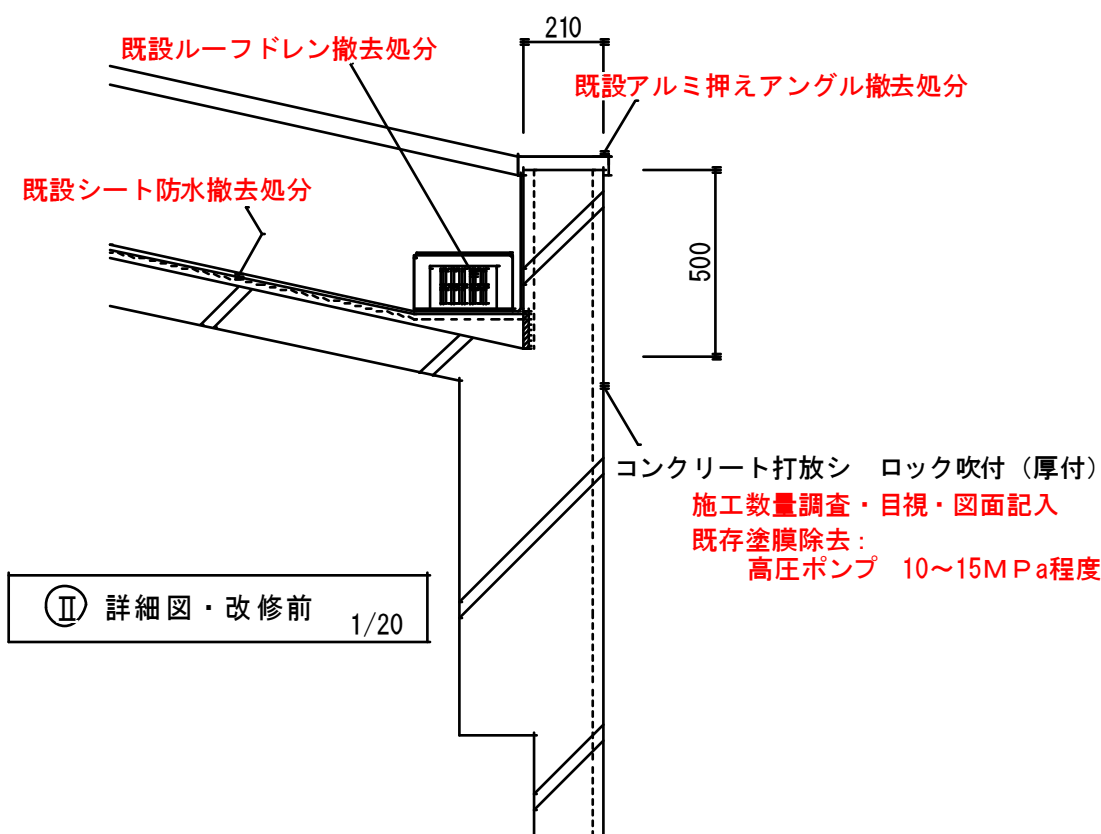 210
既設ルーフドレン撤去処分
既設アルミ押えアングル撤去処分
既設シート防水撤去処分
500
コンクリート打放シ　ロック吹付（厚付）
施工数量調査・目視・図面記入
既存塗膜除去：
高圧ポンプ　10～15ＭＰa程度
Ⅱ 詳細図・改修前 1/20